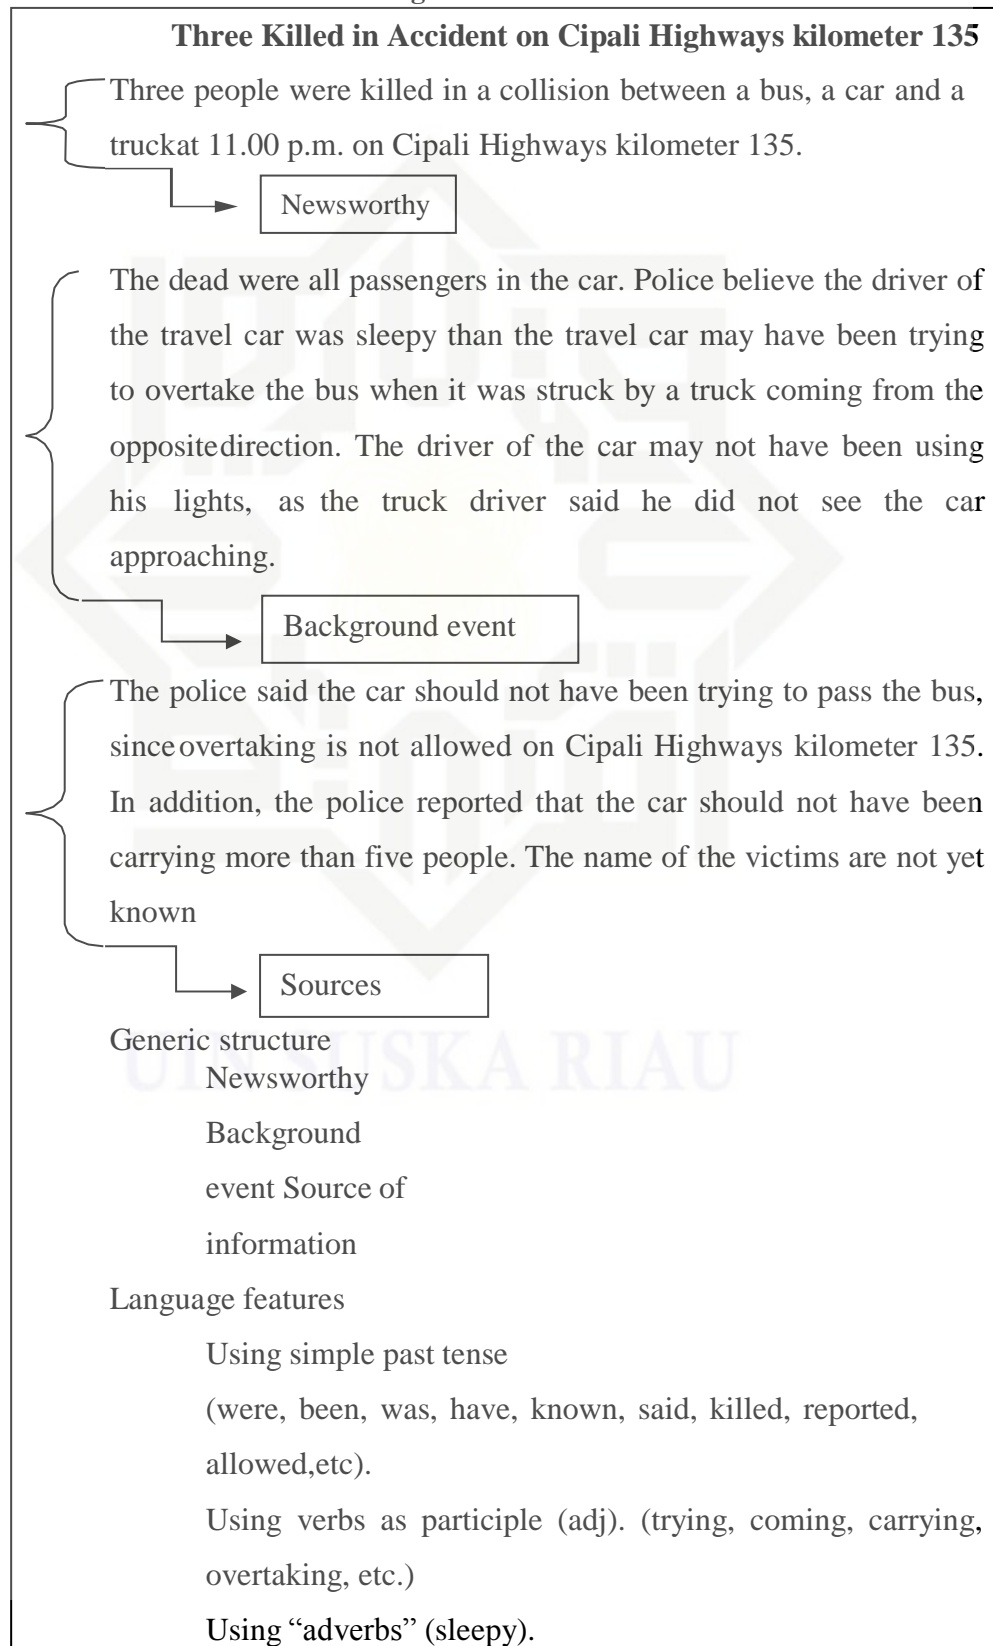 Three Killed in Accident on Cipali Highways kilometer 135
Three people were killed in a collision between a bus, a car and a
truckat 11.00 p.m. on Cipali Highways kilometer 135.
Newsworthy
The dead were all passengers in the car. Police believe the driver of
the travel car was sleepy than the travel car may have been trying
to overtake the bus when it was struck by a truck coming from the
oppositedirection. The driver of the car may not have been using
his lights, as the truck driver said he did not see the car
approaching.
Background event
The police said the car should not have been trying to pass the bus,
sinceovertaking is not allowed on Cipali Highways kilometer 135.
In addition, the police reported that the car should not have been
carrying more than five people. The name of the victims are not yet
known
Sources
Generic structure
UIN SUSKA RIAU
Newsworthy
Background
event Source of
information
Language features
Using simple past tense
(were, been, was, have, known, said, killed, reported,
allowed,etc).
Using verbs as participle (adj). (trying, coming, carrying,
overtaking, etc.)
Using “adverbs” (sleepy).